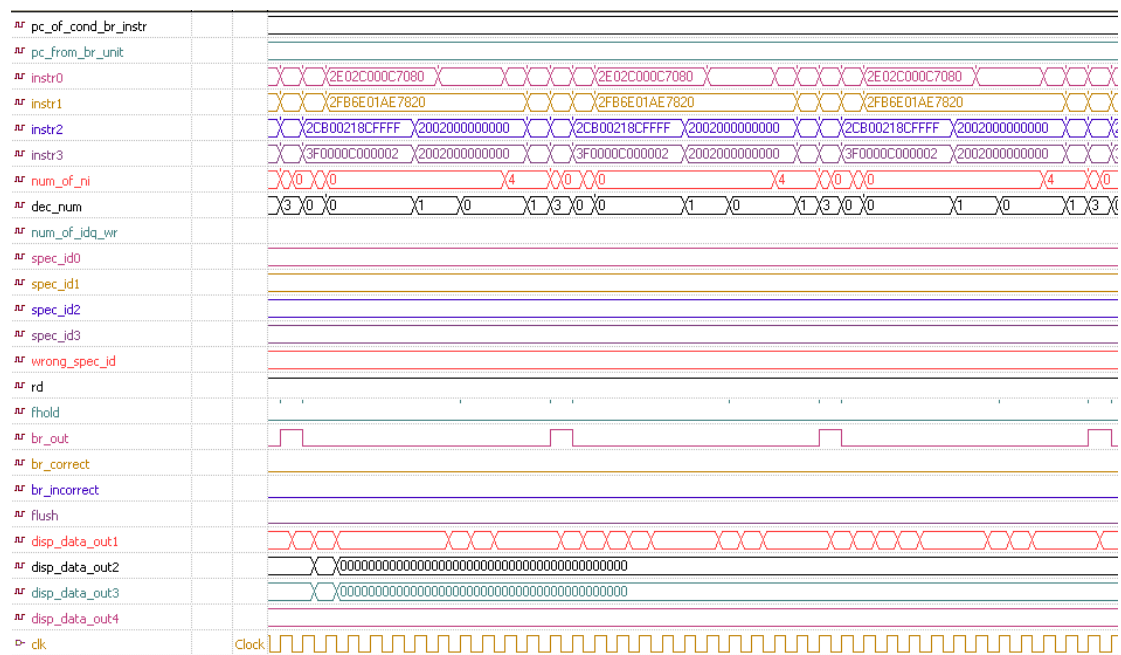 pc_of_cond_br_instr
pc_from_br_unit
instr0 2E02C000C7080 2E02C000C7080 2E02C000C7080
instr1 2FB6E01AE7820 2FB6E01AE7820 2FB6E01AE7820
instr2 2CB00218CFFFF 2002000000000 2CB00218CFFFF 2002000000000 2CB00218CFFFF 2002000000000
instr3 3F0000C000002 2002000000000 3F0000C000002 2002000000000 3F0000C000002 2002000000000
num_of_ni 0 0 4 0 0 4 0 0 4 0
dec_num 3 0 0 1 0 1 3 0 0 1 0 1 3 0 0 1 0 1 3
num_of_idq_wr
spec_id0
spec_id1
spec_id2
spec_id3
wrong_spec_id
rd
fhold
br_out
br_correct
br_incorrect
flush
disp_data_out1
disp_data_out2
disp_data_out3
disp_data_out4
clk Clock